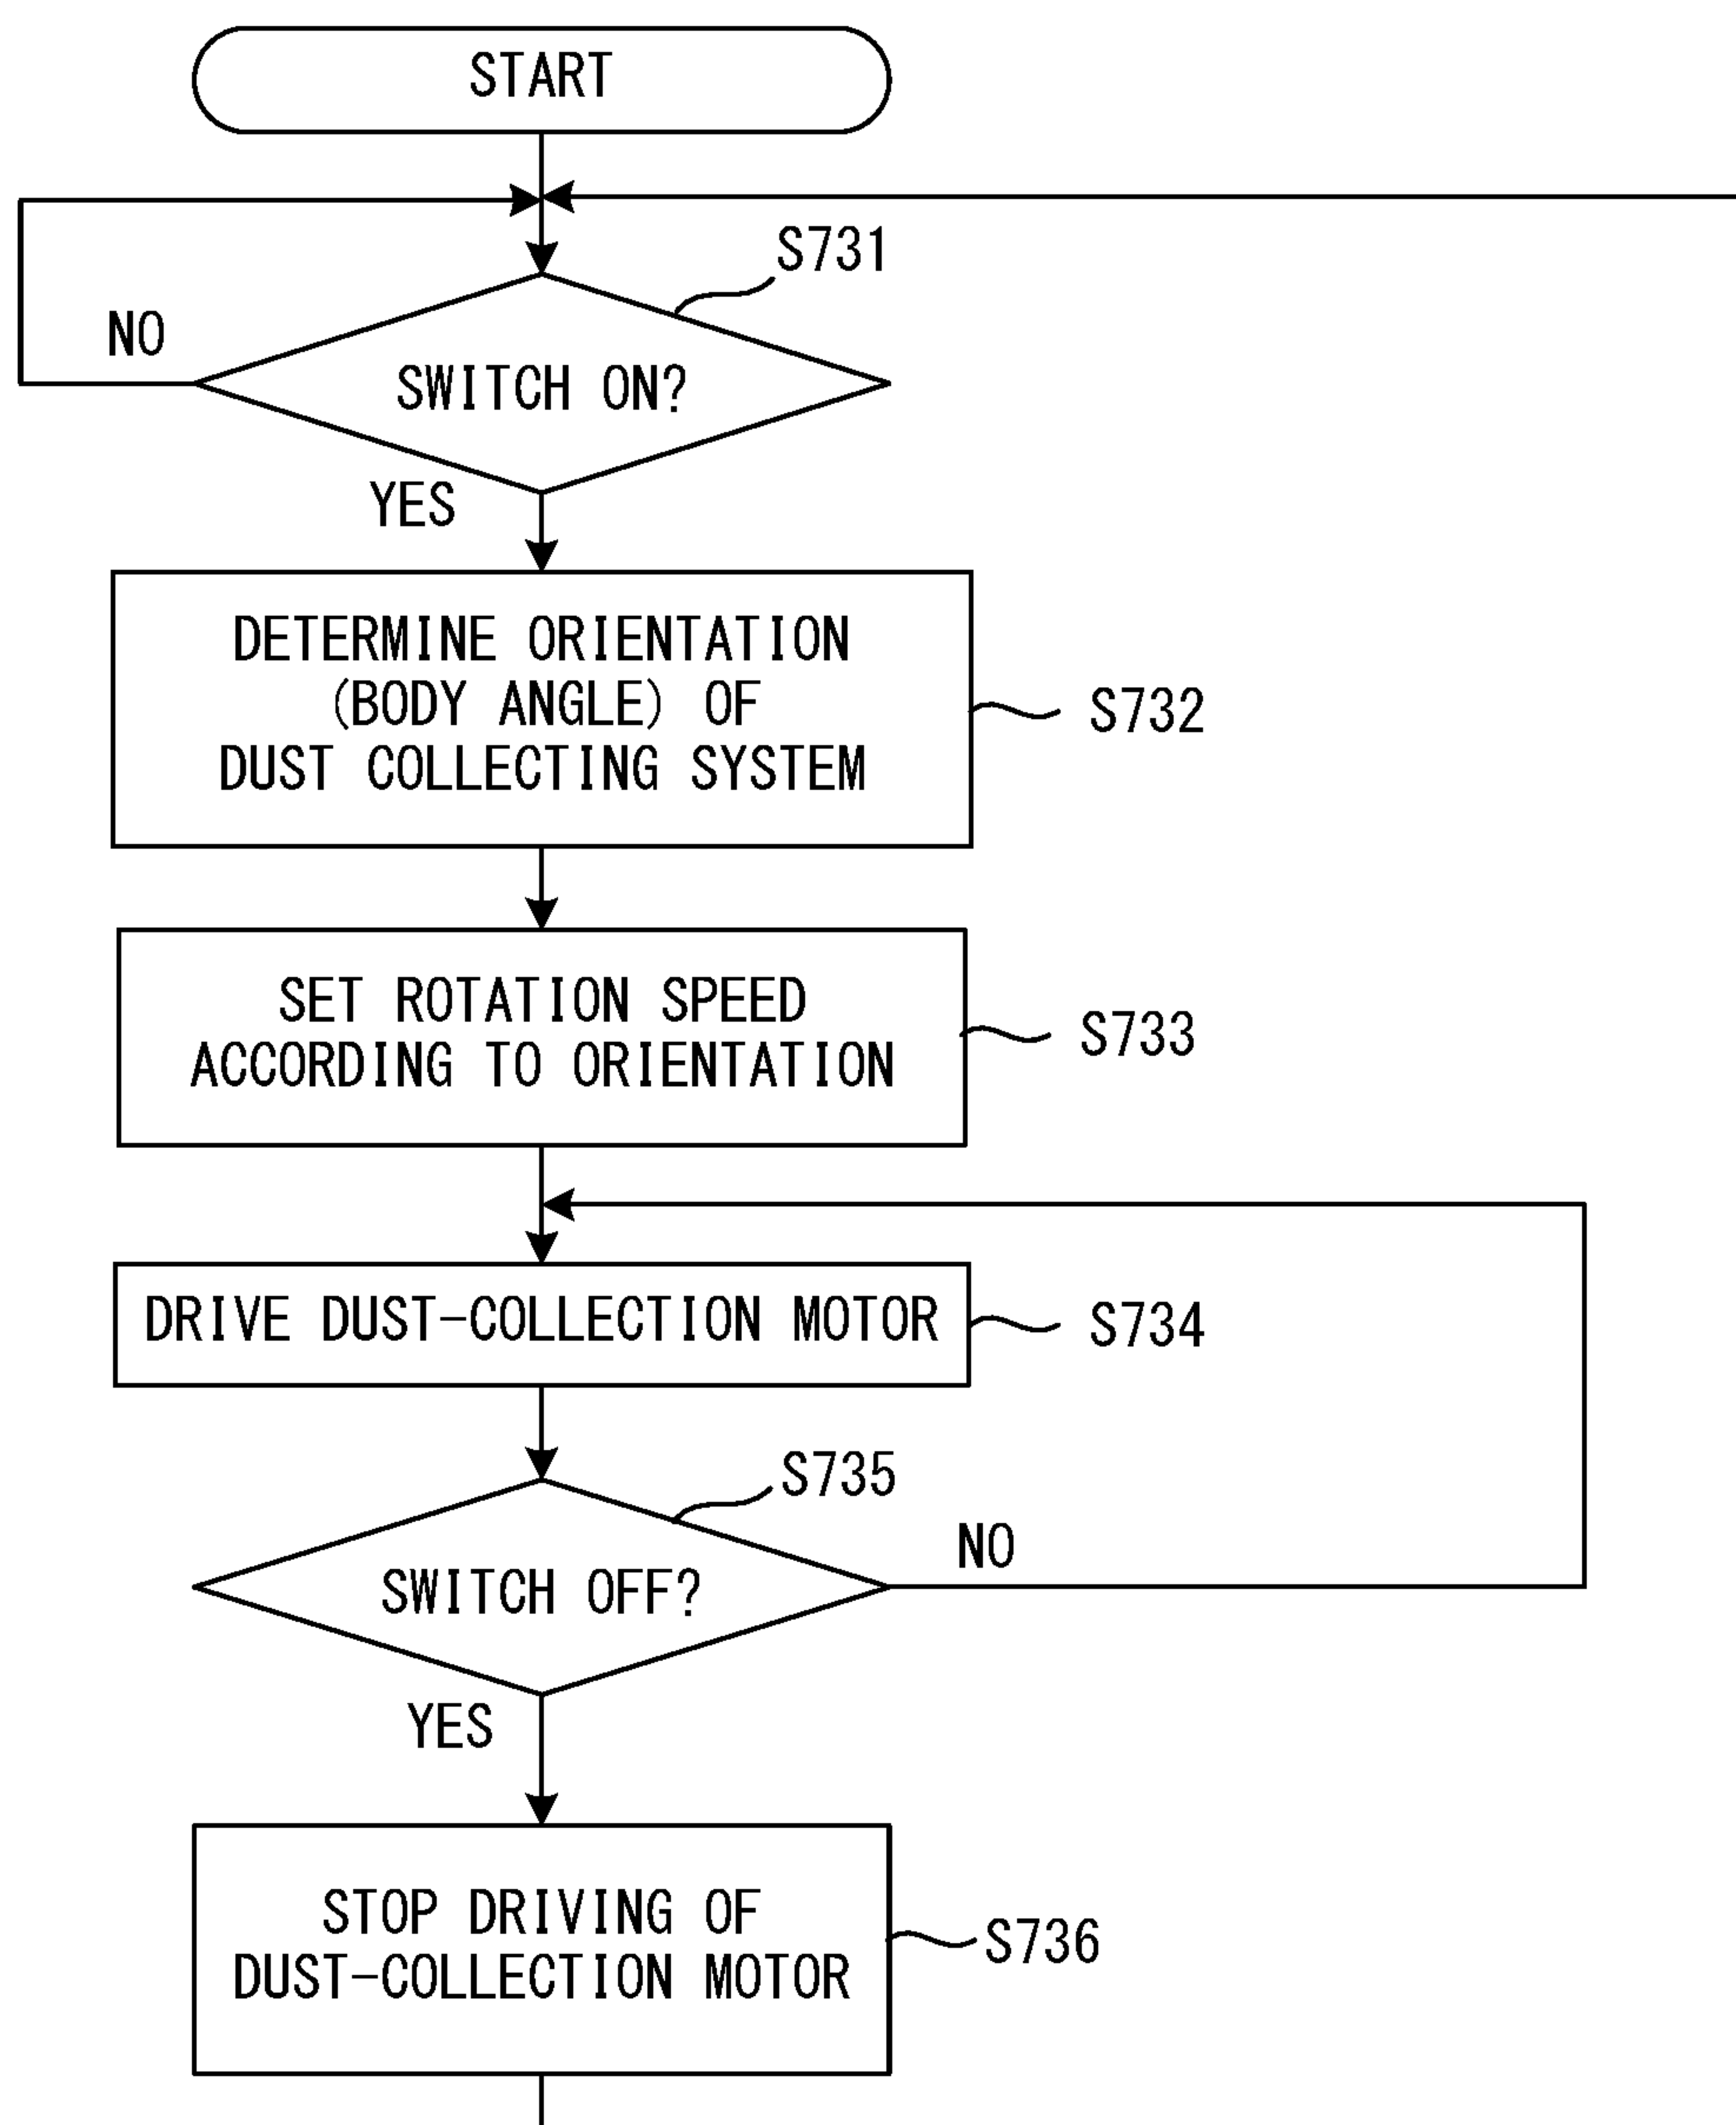 START
S731
NO
SWITCH ON?
YES
DETERMINE ORIENTATION
(BODY ANGLE) OF
DUST COLLECTING SYSTEM
S732
SET ROTATION SPEED
ACCORDING TO ORIENTATION
S733
DRIVE DUST-COLLECTION MOTOR
S734
S735
NO
SWITCH OFF?
YES
STOP DRIVING OF
DUST-COLLECTION MOTOR
S736